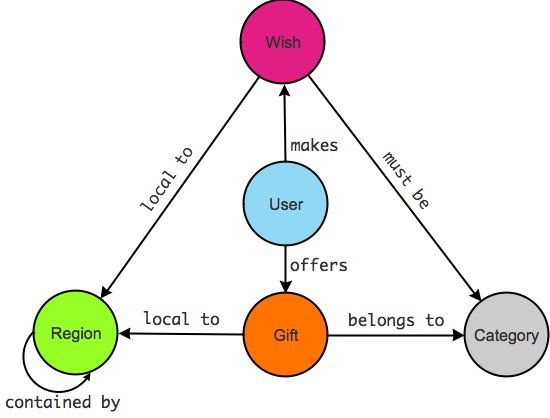 Wish
local to
makes
must be
User
offers
Region
local to
Gift
belongs to
Category
contained by